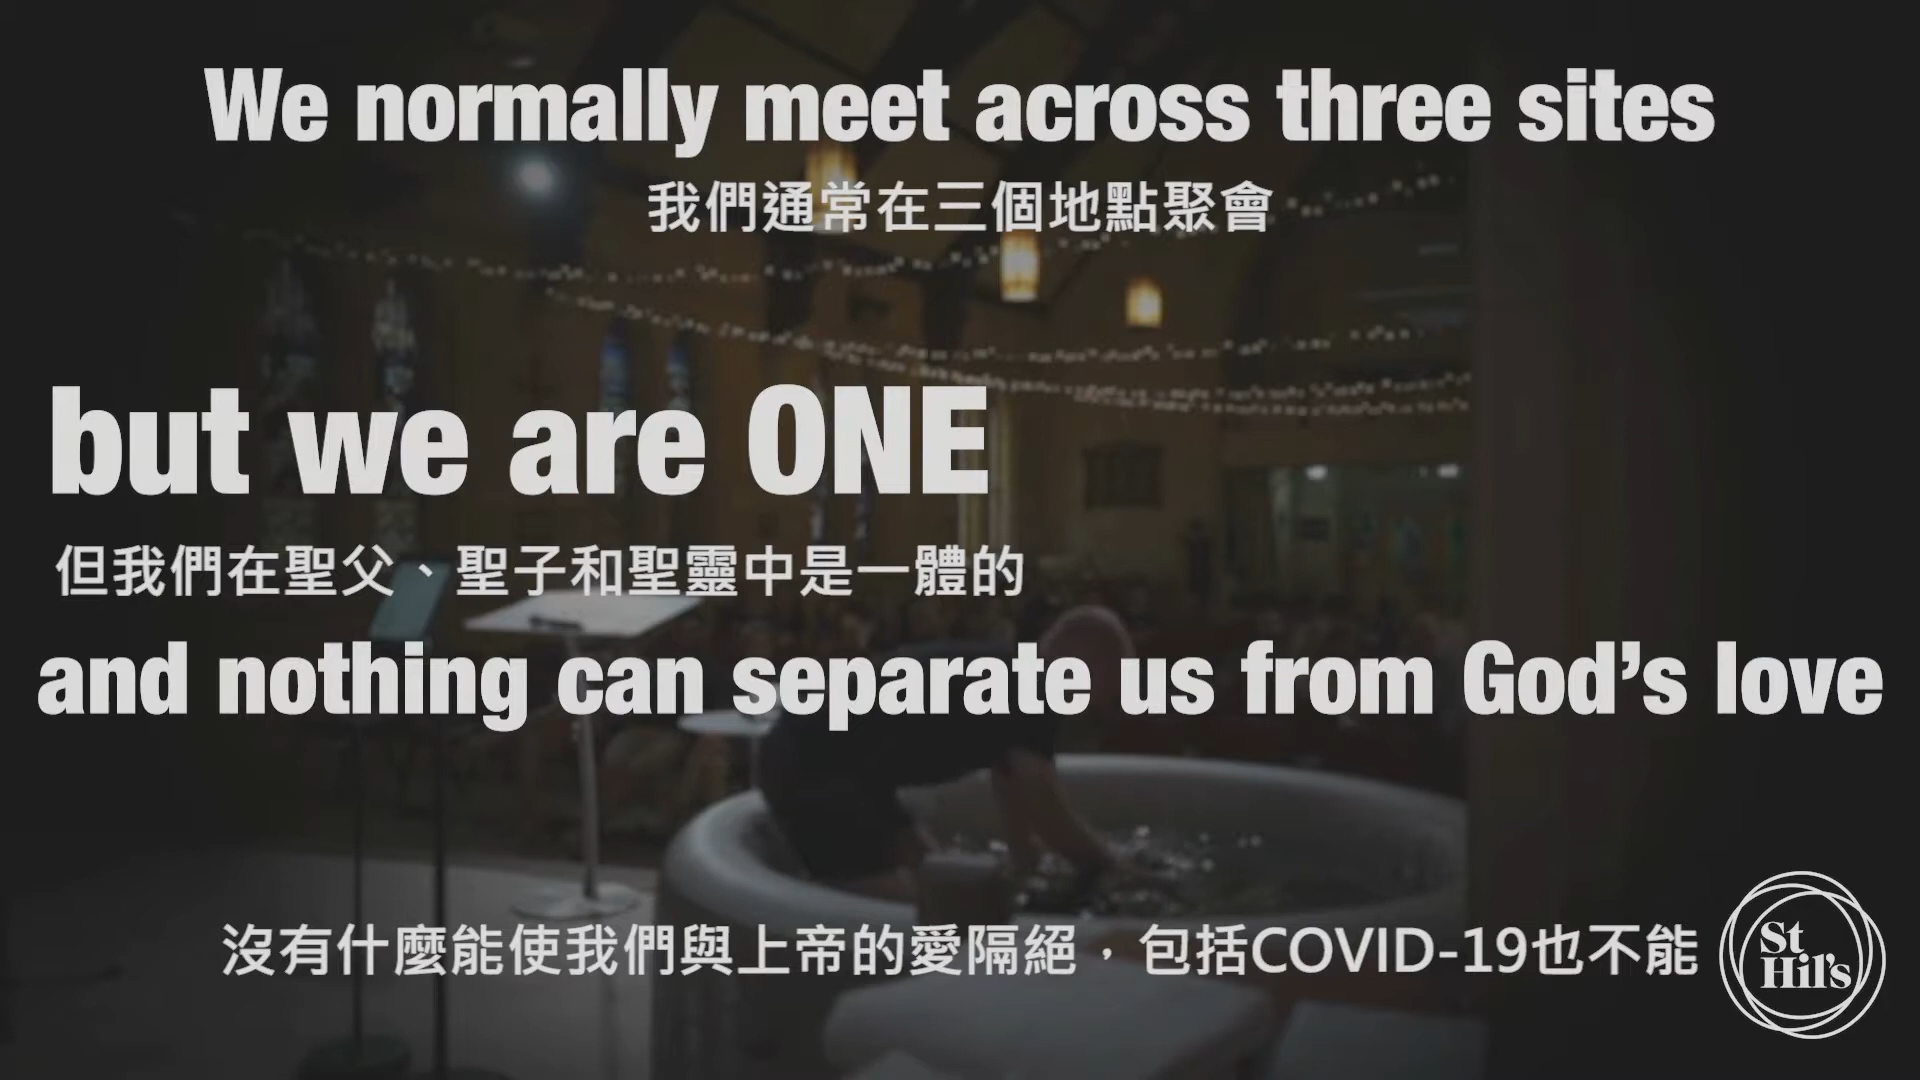 We normally meet across three sites
我們通常在三個地點聚會
but we are ONE
但我們在聖父、聖子和聖靈中是一體的
and nothing can separate us from God’s love
沒有什麼能使我們與上帝的愛隔絕，包括COVID-19也不能
St
Hil's